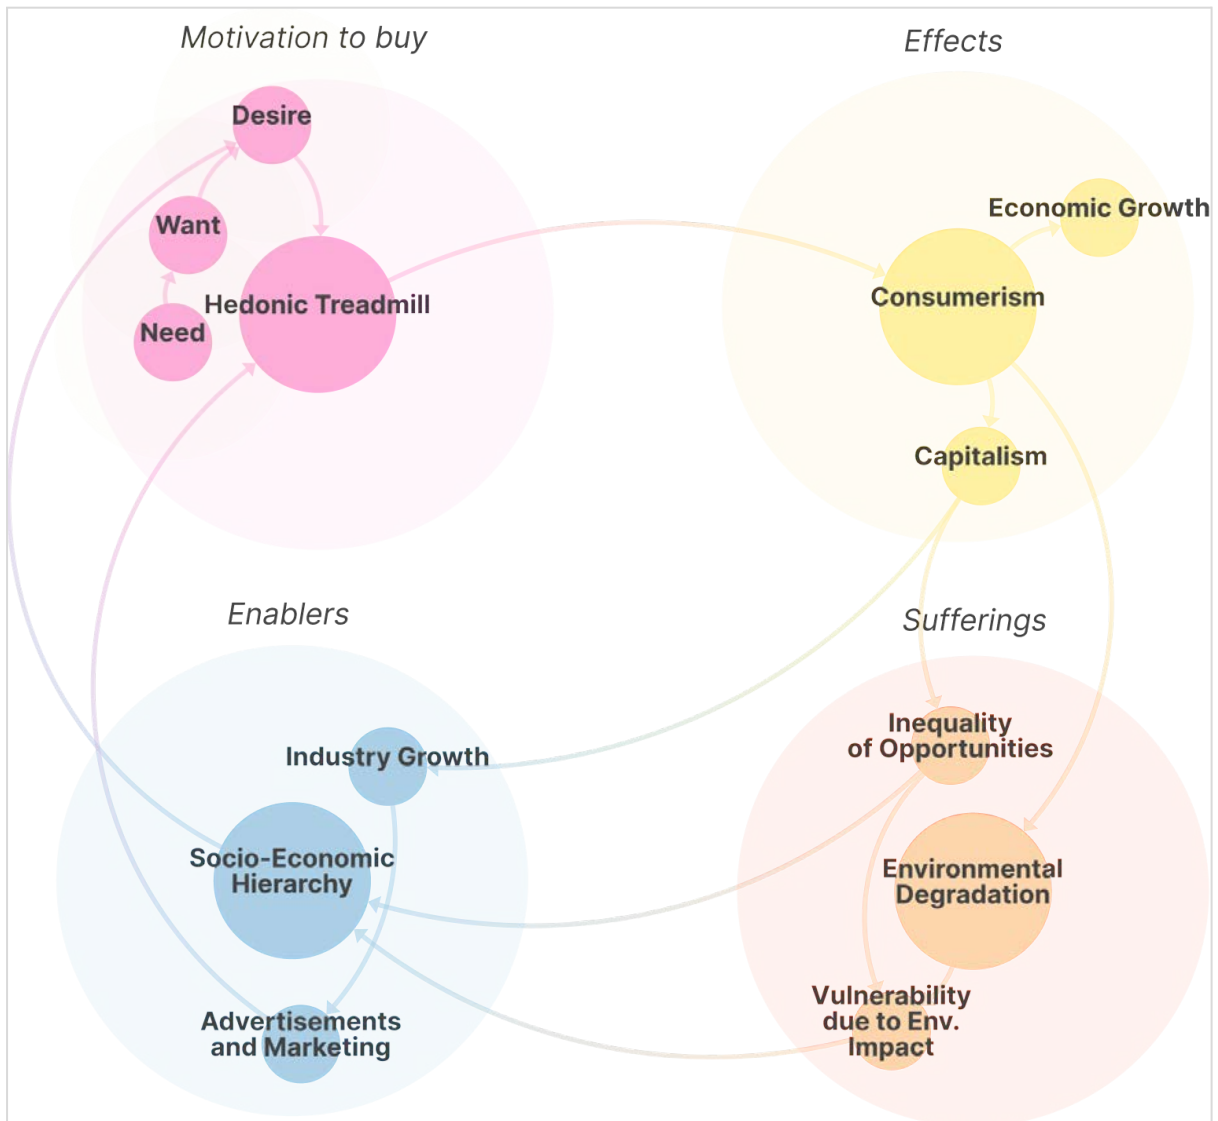 Motivation to buy
Desire
Want
Need
Hedonic Treadmill
Effects
Economic Growth
Consumerism
Capitalism
Enablers
Industry Growth
Socio-Economic
Hierarchy
Advertisements
and Marketing
Sufferings
Inequality
of Opportunities
Environmental
Degradation
Vulnerability
due to Env.
Impact